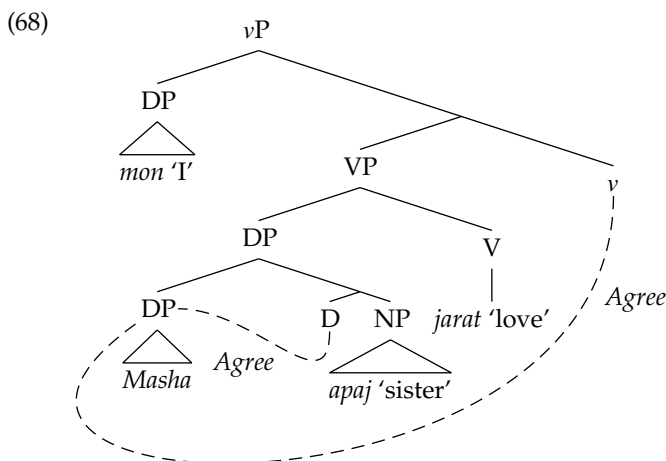 (68)
vP
DP
mon ‘I’
VP
v
DP
V
DP
D
NP
jarat ‘love’
Agree
Masha
Agree
apaj ‘sister’